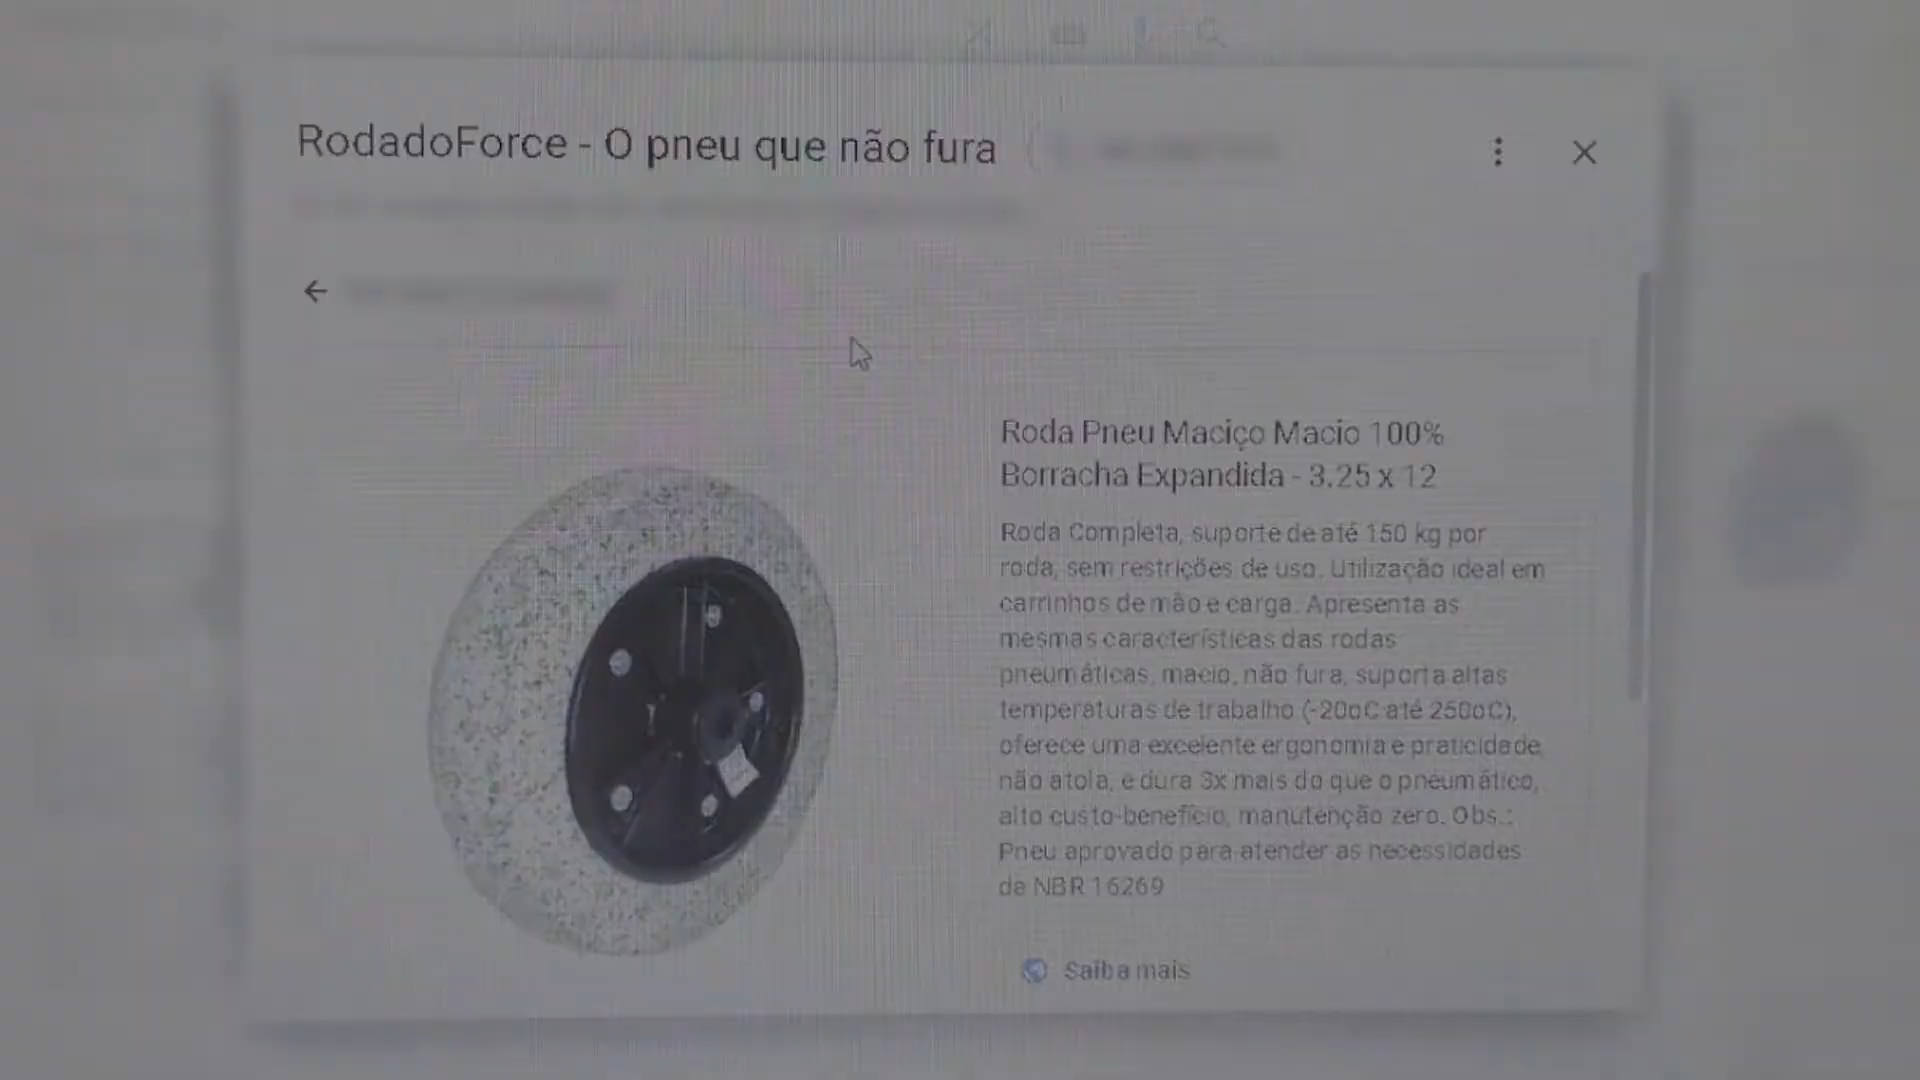 RodadoForce - O pneu que não fura
Roda Pneu Maciço Macio 100%
Borracha Expandida - 3.25 x 12
Roda Completa, suporte de até 150 kg por
roda, sem restrições de uso. Utilização ideal em
carrinhos de mão e carga. Apresenta as
mesmas características das rodas
pneumáticas, macio, não fura, suporta altas
temperaturas de trabalho (-20oC até 250oC),
oferece uma excelente ergonomia e praticidade,
não atola, e dura 3x mais do que o pneumático,
alto custo-benefício, manutenção zero. Obs.:
Pneu aprovado para atender as necessidades
da NBR 16269
Saiba mais